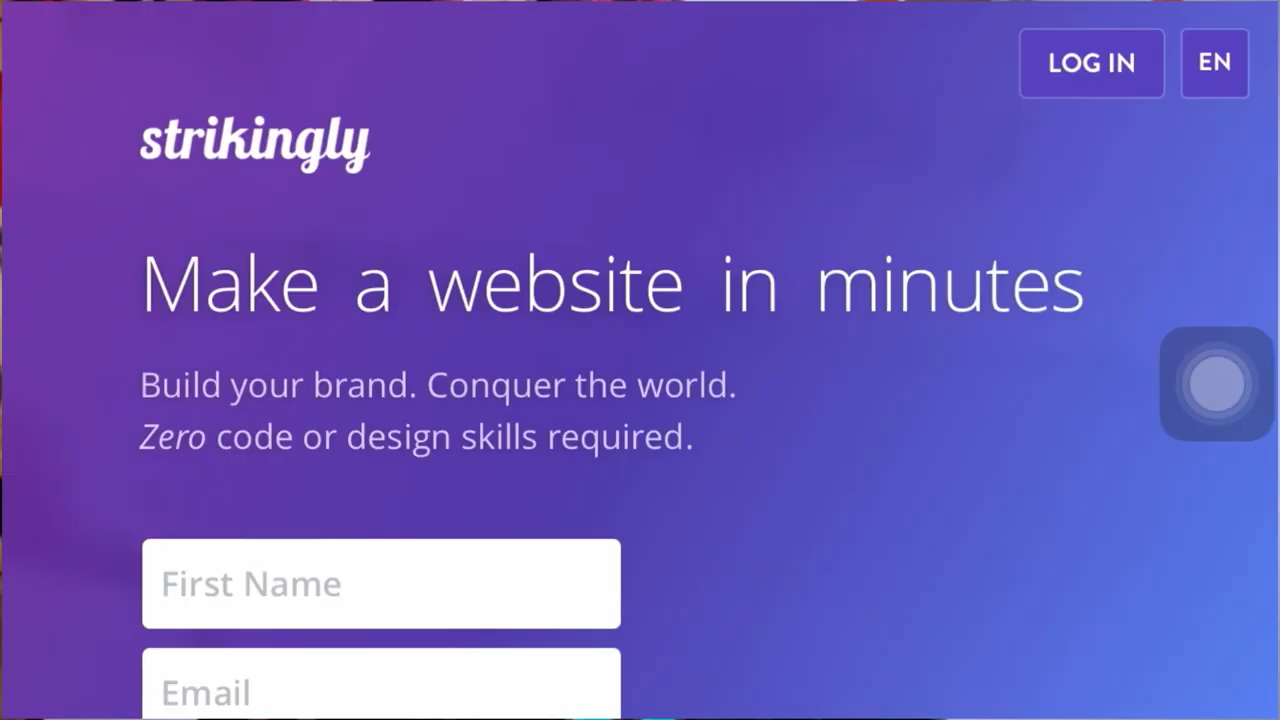 LOG IN
EN
strikingly
Make a website in minutes
Build your brand. Conquer the world.
Zero code or design skills required.
First Name
Email